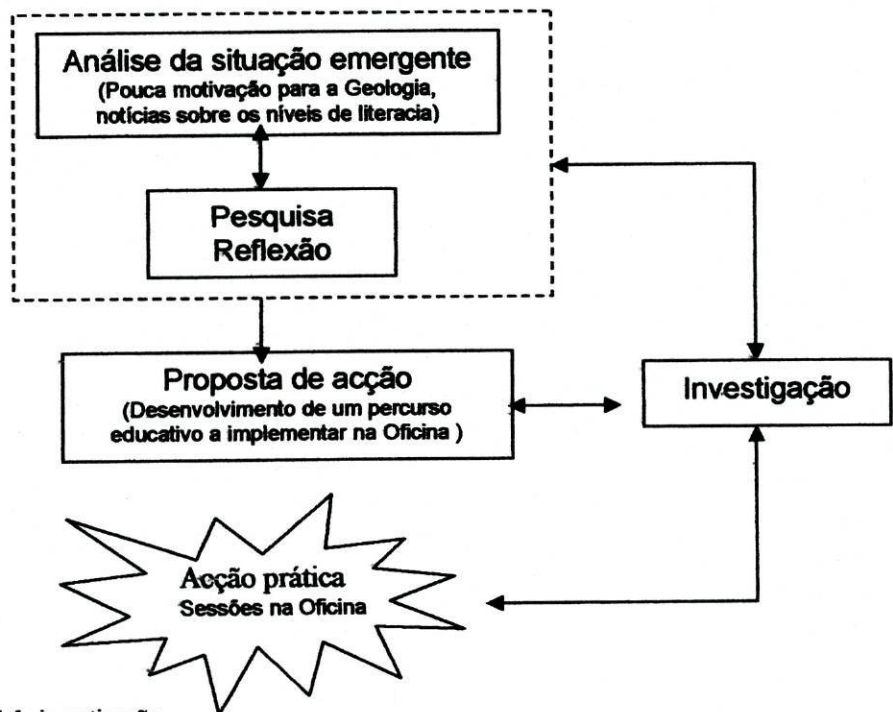 Análise da situação emergente
(Pouca motivação para a Geologia,
notícias sobre os níveis de literacia)
Pesquisa
Reflexão
Proposta de acção
(Desenvolvimento de um percurso
educativo a implementar na Oficina )
Investigação
Acção prática
Sessões na Oficina